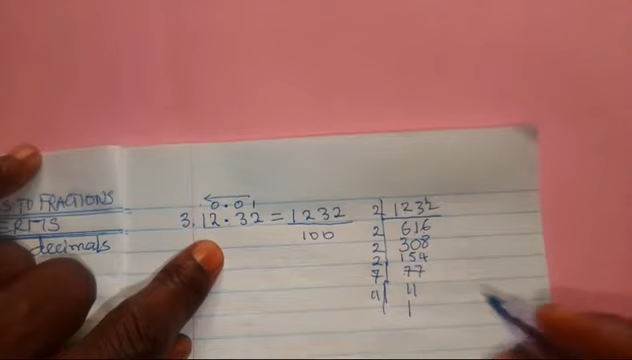 S TO FRACTIONS
ERMS
decimals
0.01
3. 12.32 = 1232
100
2 1232
2 616
2 308
2 154
7 77
11 11
1